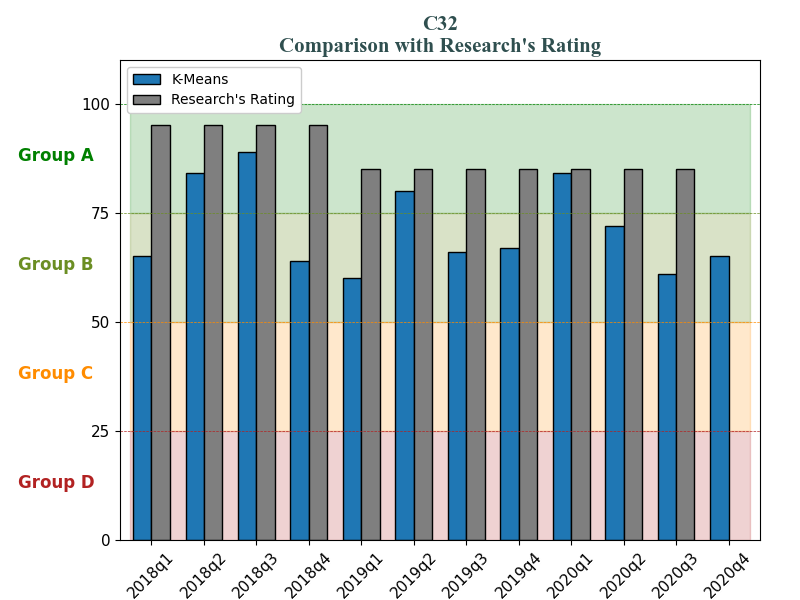 C32
Comparison with Research's Rating
K-Means
Research's Rating
100
Group A
75
Group B
50
Group C
25
Group D
0
2018q1
2018q2
2018q3
2018q4
2019q1
2019q2
2019q3
2019q4
2020q1
2020q2
2020q3
2020q4